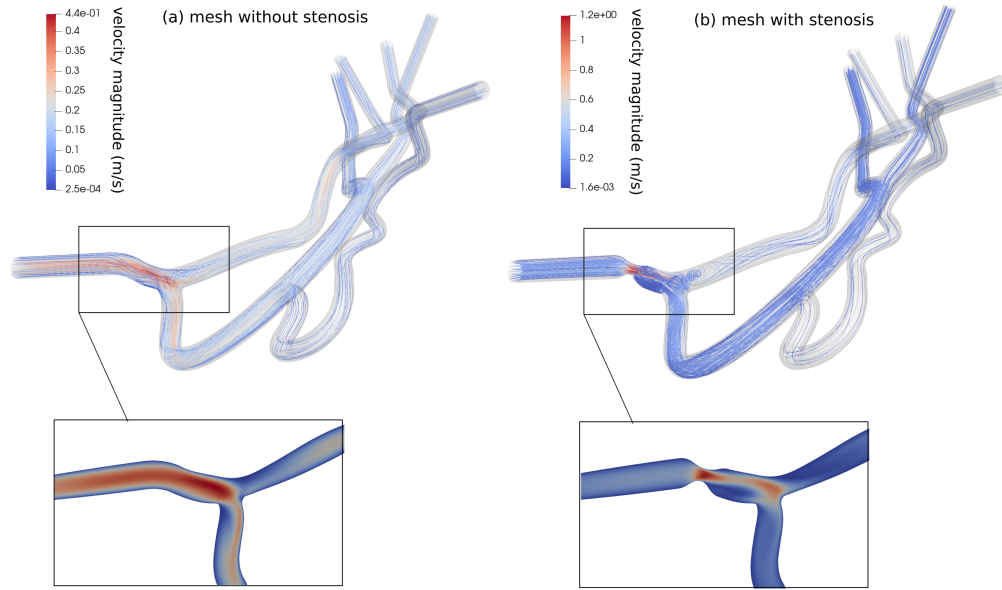 (a) mesh without stenosis
4.4e-01
0.4
0.35
0.3
0.25
0.2
0.15
0.1
0.05
2.5e-04
velocity magnitude (m/s)
(b) mesh with stenosis
1.2e+00
1
0.8
0.6
0.4
0.2
1.6e-03
velocity magnitude (m/s)